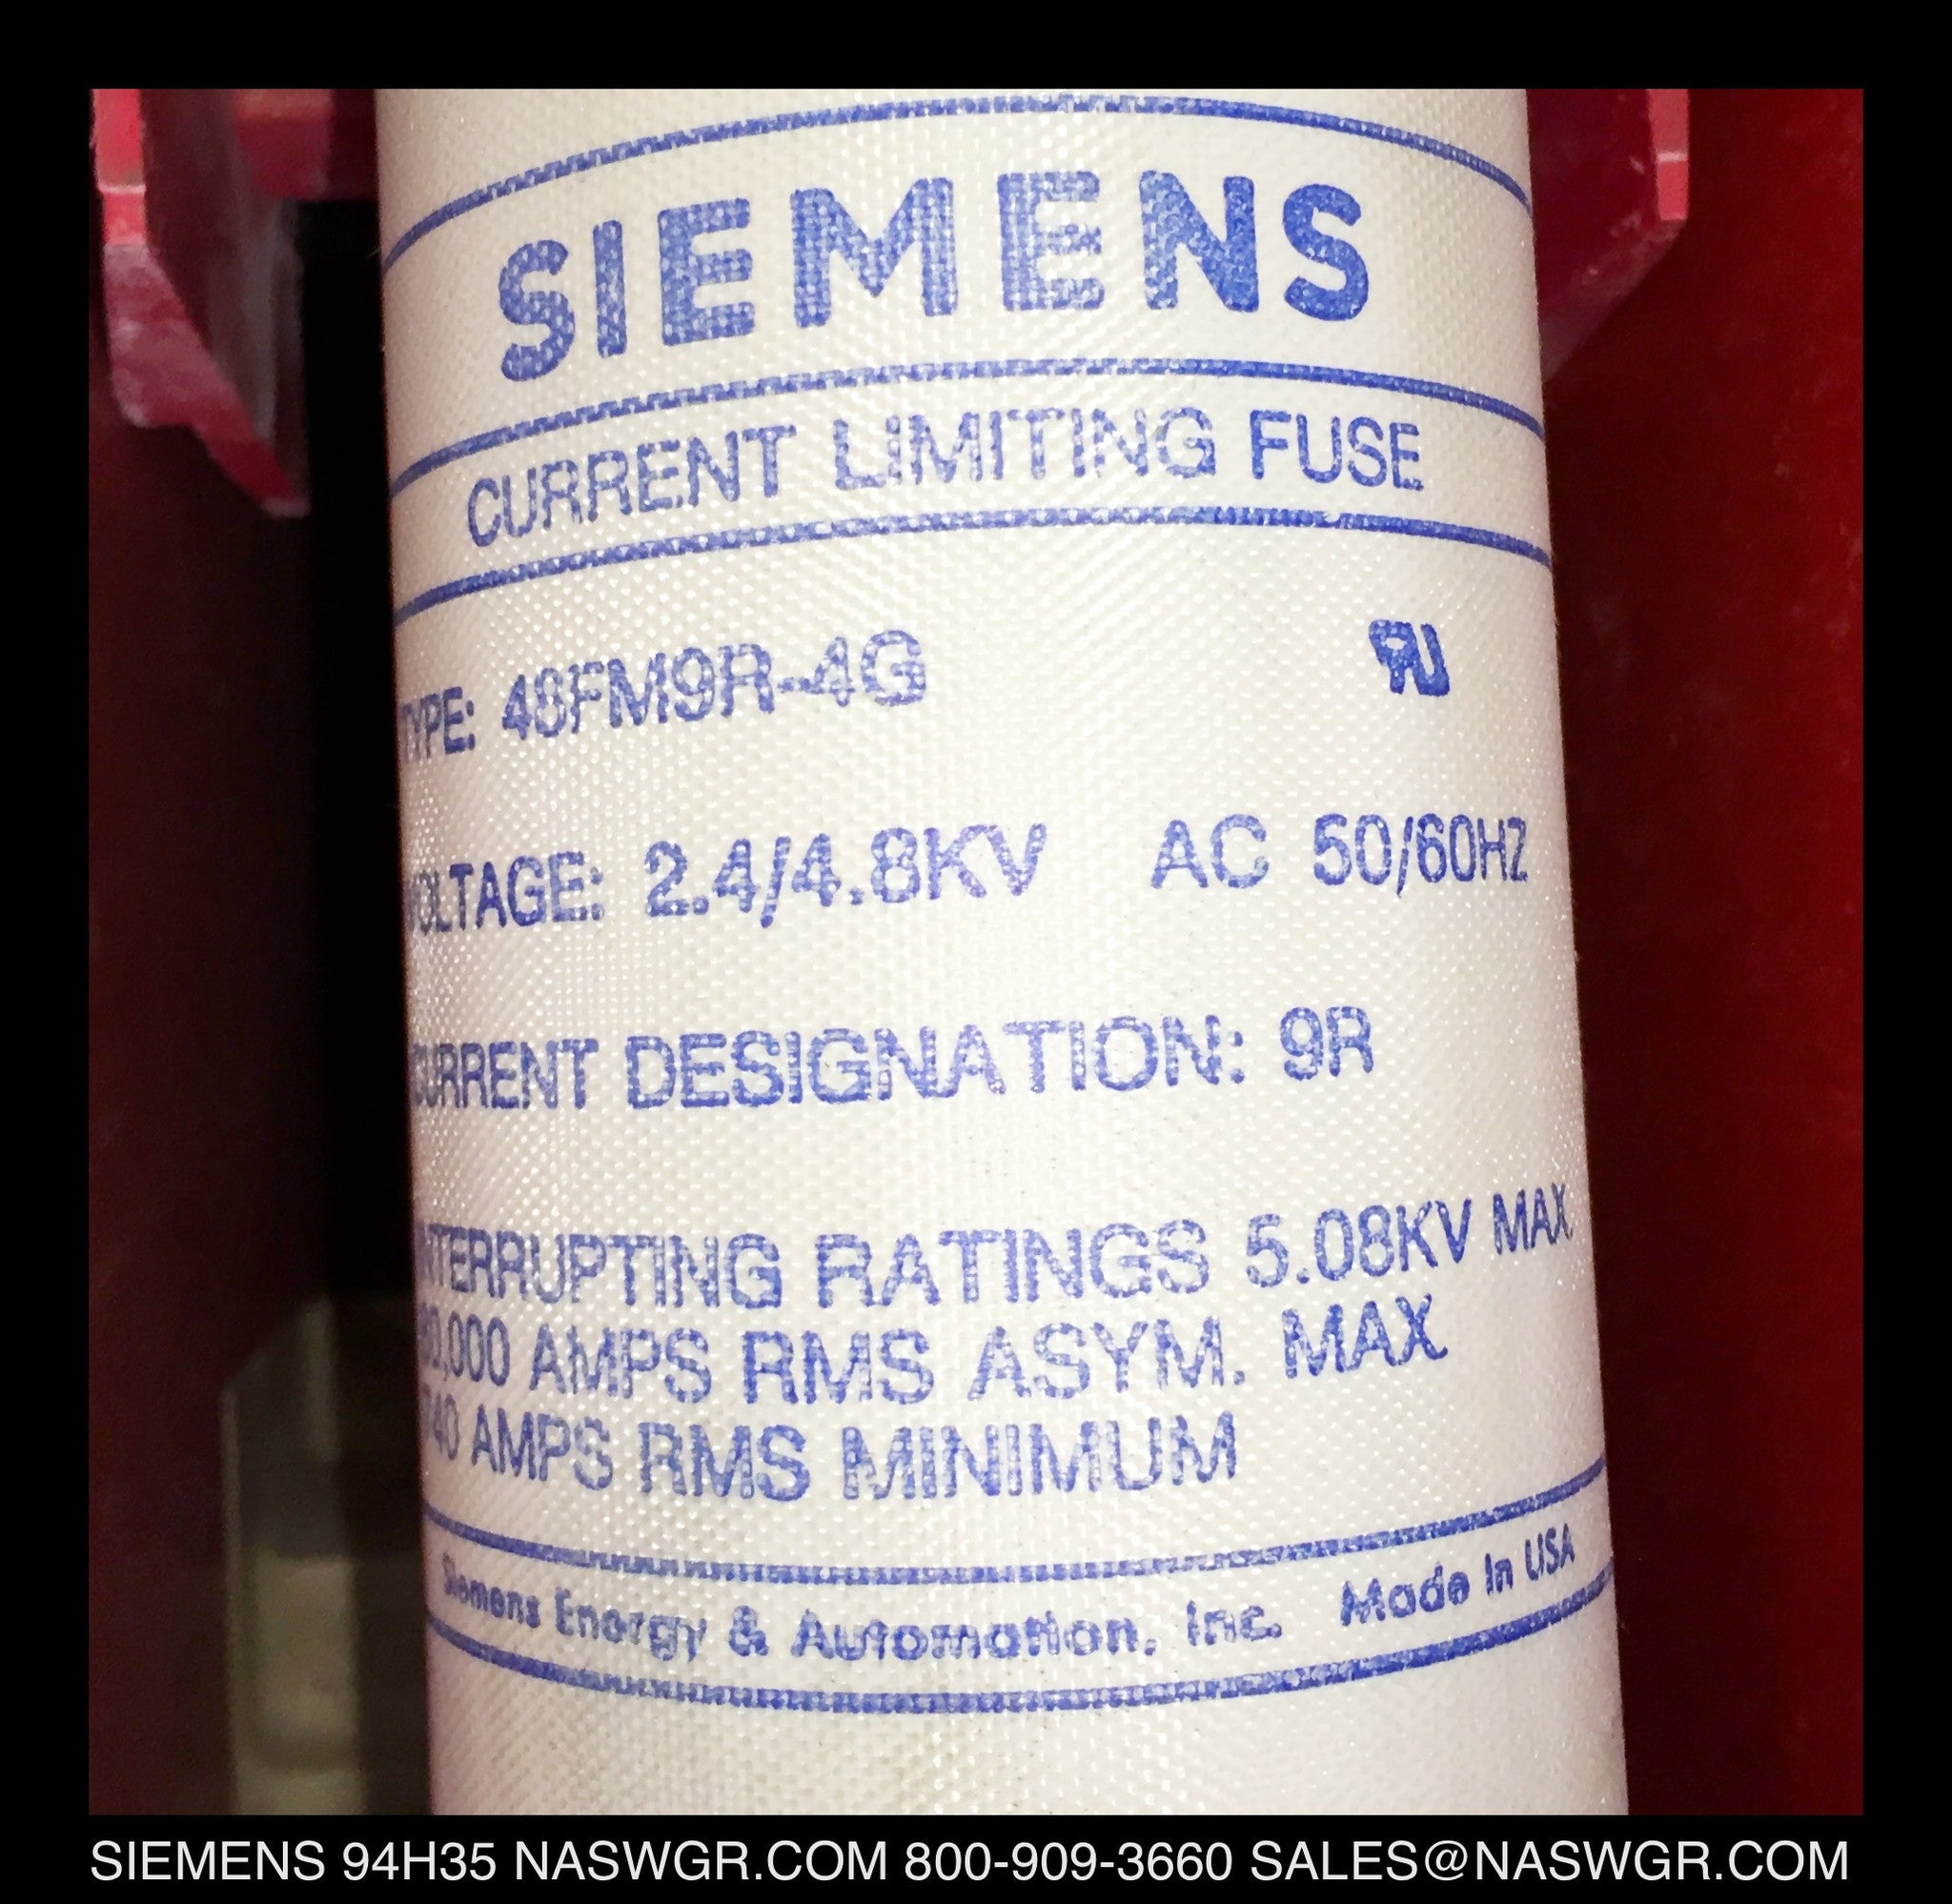 SIEMENS
CURRENT LIMITING FUSE
TYPE: 48FM9R-4G
VOLTAGE: 2.4/4.8KV AC 50/60HZ
CURRENT DESIGNATION: 9R
INTERRUPTING RATINGS 5.08KV MAX
AMPS RMS ASYM. MAX
AMPS RMS MINIMUM
Siemens Energy & Automation, Inc. Made In USA
SIEMENS 94H35 NASWGR.COM 800-909-3660 SALES@NASWGR.COM